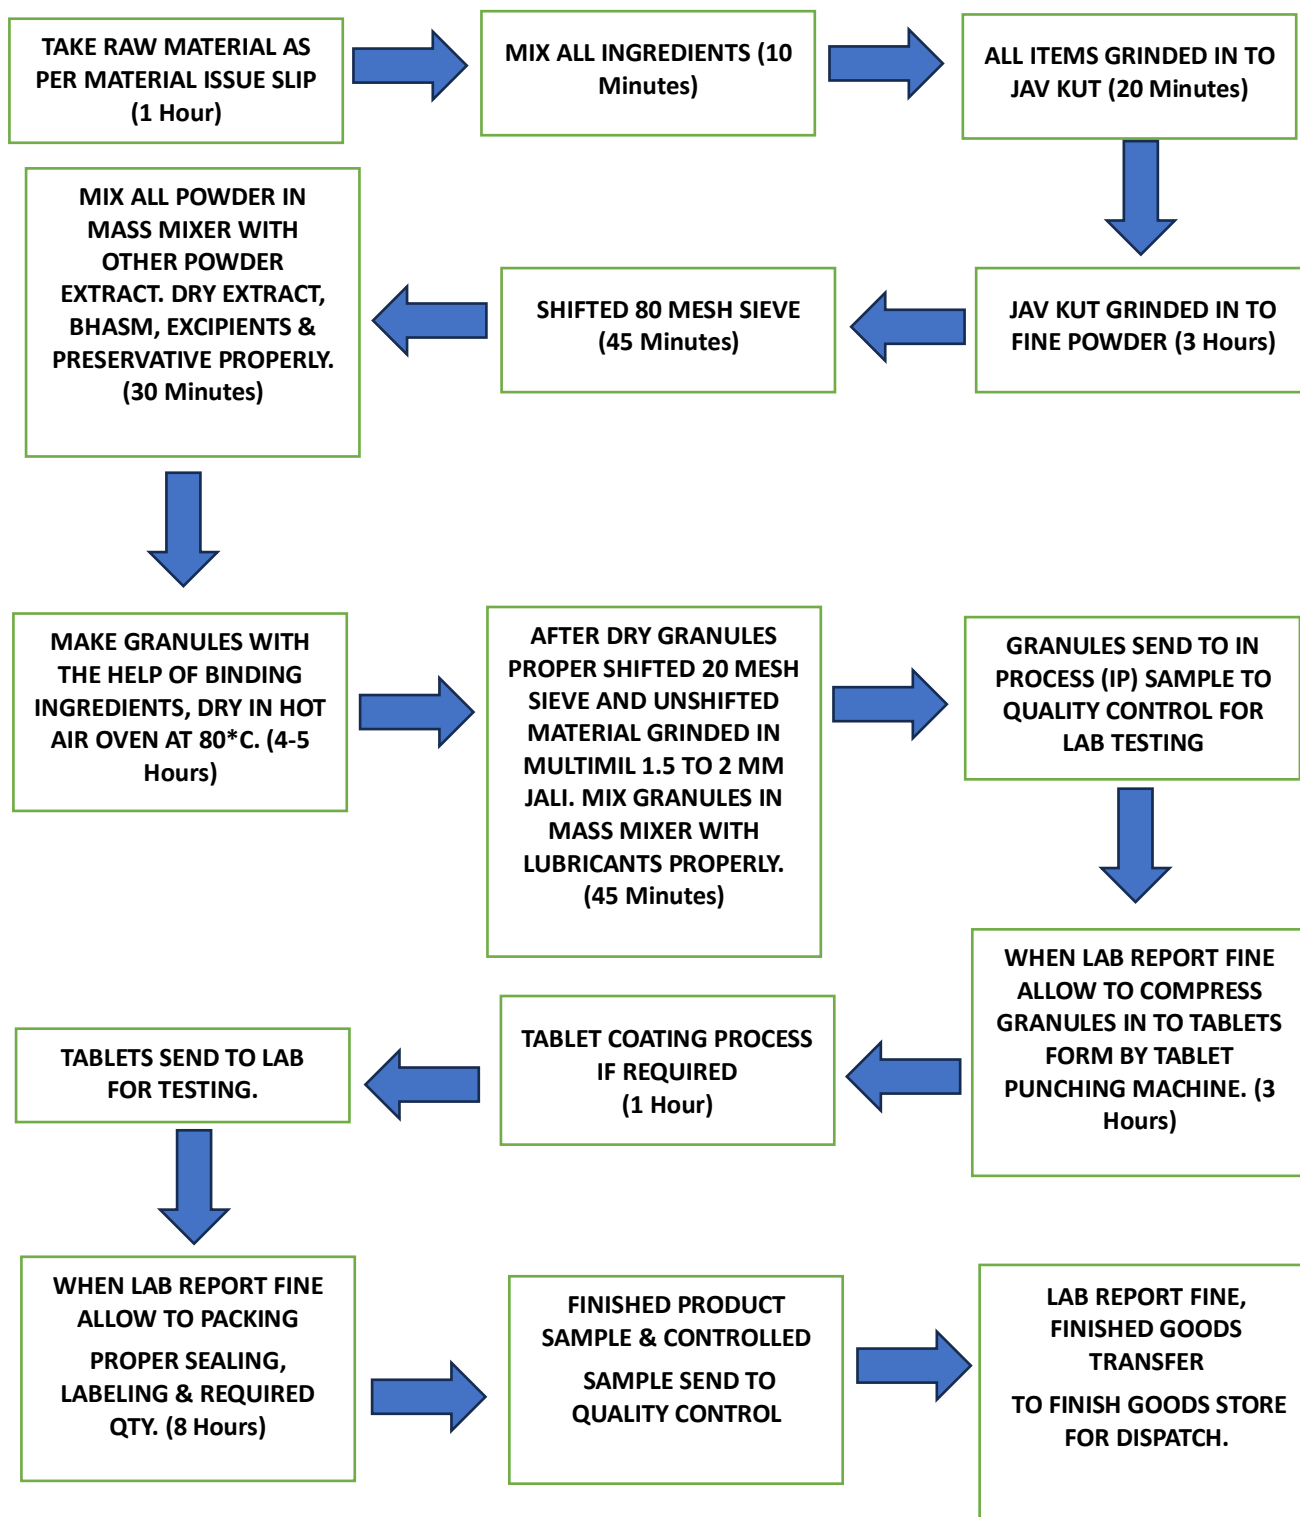 TAKE RAW MATERIAL AS
PER MATERIAL ISSUE SLIP
(1 Hour)
MIX ALL INGREDIENTS (10
Minutes)
ALL ITEMS GRINDED IN TO
JAV KUT (20 Minutes)
JAV KUT GRINDED IN TO
FINE POWDER (3 Hours)
SHIFTED 80 MESH SIEVE
(45 Minutes)
MIX ALL POWDER IN
MASS MIXER WITH
OTHER POWDER
EXTRACT. DRY EXTRACT,
BHASM, EXCIPIENTS &
PRESERVATIVE PROPERLY.
(30 Minutes)
MAKE GRANULES WITH
THE HELP OF BINDING
INGREDIENTS, DRY IN HOT
AIR OVEN AT 80*C. (4-5
Hours)
AFTER DRY GRANULES
PROPER SHIFTED 20 MESH
SIEVE AND UNSHIFTED
MATERIAL GRINDED IN
MULTIMIL 1.5 TO 2 MM
JALI. MIX GRANULES IN
MASS MIXER WITH
LUBRICANTS PROPERLY.
(45 Minutes)
GRANULES SEND TO IN
PROCESS (IP) SAMPLE TO
QUALITY CONTROL FOR
LAB TESTING
WHEN LAB REPORT FINE
ALLOW TO COMPRESS
GRANULES IN TO TABLETS
FORM BY TABLET
PUNCHING MACHINE. (3
Hours)
TABLET COATING PROCESS
IF REQUIRED
(1 Hour)
TABLETS SEND TO LAB
FOR TESTING.
WHEN LAB REPORT FINE
ALLOW TO PACKING
PROPER SEALING,
LABELING & REQUIRED
QTY. (8 Hours)
FINISHED PRODUCT
SAMPLE & CONTROLLED
SAMPLE SEND TO
QUALITY CONTROL
LAB REPORT FINE,
FINISHED GOODS
TRANSFER
TO FINISH GOODS STORE
FOR DISPATCH.